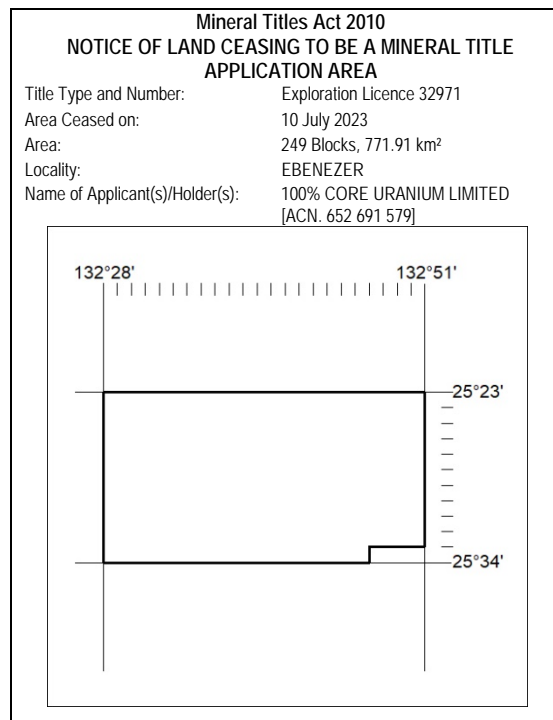 Mineral Titles Act 2010
NOTICE OF LAND CEASING TO BE A MINERAL TITLE
APPLICATION AREA
Title Type and Number: Exploration Licence 32971
Area Ceased on: 10 July 2023
Area: 249 Blocks, 771.91 km²
Locality: EBENEZER
Name of Applicant(s)/Holder(s): 100% CORE URANIUM LIMITED
[ACN. 652 691 579]
132°28' 132°51'
25°23'
25°34'